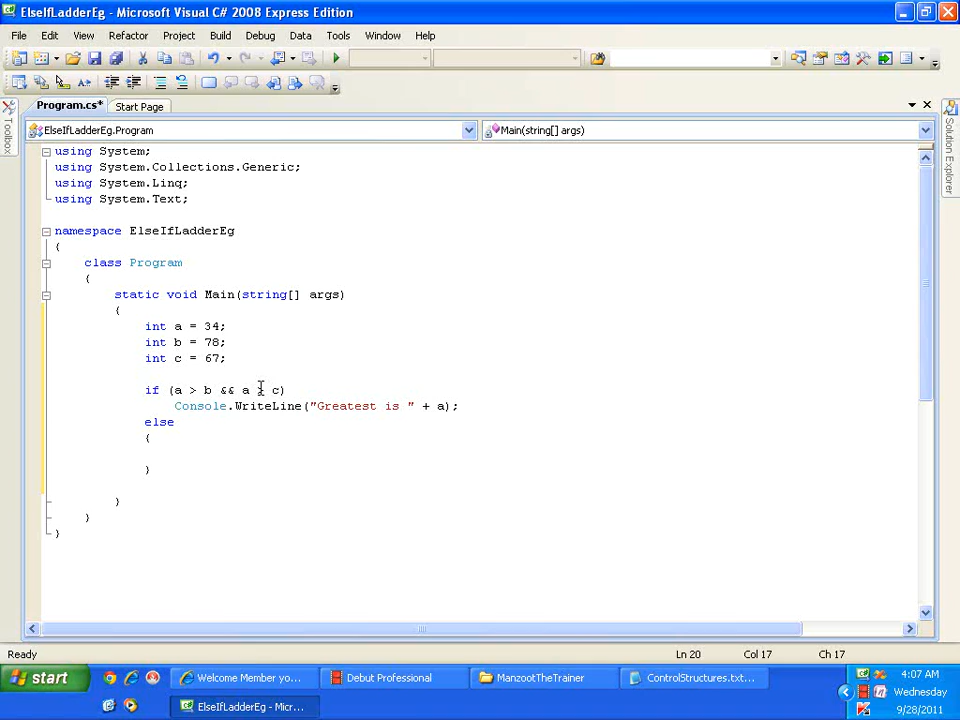 ElseIfLadderEg - Microsoft Visual C# 2008 Express Edition
File Edit View Refactor Project Build Debug Data Tools Window Help
Program.cs* Start Page
Toolbox
Solution Explorer
ElseIfLadderEg.Program Main(string[] args)
using System;
using System.Collections.Generic;
using System.Linq;
using System.Text;
namespace ElseIfLadderEg
{
class Program
{
static void Main(string[] args)
{
int a = 34;
int b = 78;
int c = 67;
if (a > b && a > c)
Console.WriteLine("Greatest is " + a);
else
{
}
}
}
}
Ready Ln 20 Col 17 Ch 17
start Welcome Member yo... Debut Professional ManzootTheTrainer ControlStructures.txt... 4:07 AM
Wednesday
ElseIfLadderEg - Micr... 9/28/2011